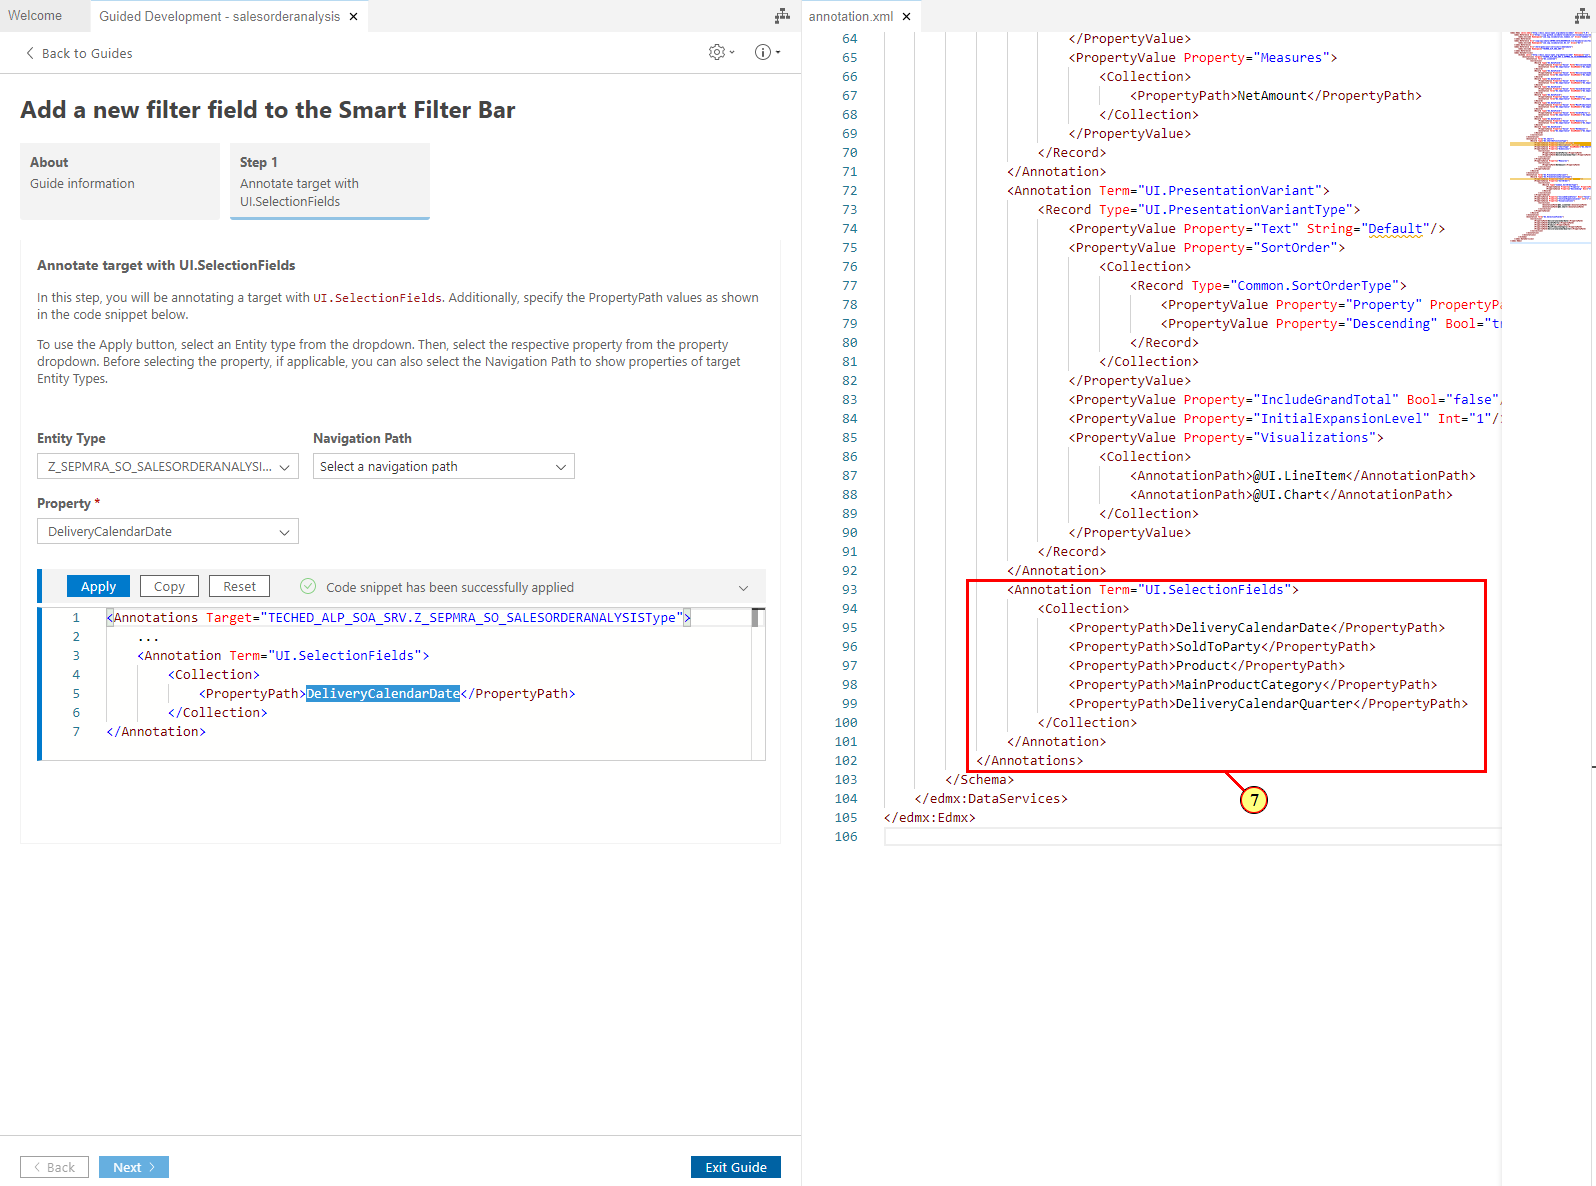 Welcome
Guided Development - salesorderanalysis ×
Back to Guides
Add a new filter field to the Smart Filter Bar
About
Guide information
Step 1
Annotate target with
UI.SelectionFields
Annotate target with UI.SelectionFields
In this step, you will be annotating a target with UI.SelectionFields. Additionally, specify the PropertyPath values as shown
in the code snippet below.
To use the Apply button, select an Entity type from the dropdown. Then, select the respective property from the property
dropdown. Before selecting the property, if applicable, you can also select the Navigation Path to show properties of target
Entity Types.
Entity Type
Navigation Path
Z_SEPMRA_SO_SALESORDERANALYSI...
Select a navigation path
Property *
DeliveryCalendarDate
Apply
Copy
Reset
Code snippet has been successfully applied
1 <Annotations Target="TECHED_ALP_SOA_SRV.Z_SEPMRA_SO_SALESORDERANALYSISType">
2 ...
3 <Annotation Term="UI.SelectionFields">
4 <Collection>
5 <PropertyPath>DeliveryCalendarDate</PropertyPath>
6 </Collection>
7 </Annotation>
Back
Next
Exit Guide
annotation.xml ×
64 </PropertyValue>
65 <PropertyValue Property="Measures">
66 <Collection>
67 <PropertyPath>NetAmount</PropertyPath>
68 </Collection>
69 </PropertyValue>
70 </Record>
71 </Annotation>
72 <Annotation Term="UI.PresentationVariant">
73 <Record Type="UI.PresentationVariantType">
74 <PropertyValue Property="Text" String="Default"/>
75 <PropertyValue Property="SortOrder">
76 <Collection>
77 <Record Type="Common.SortOrderType">
78 <PropertyValue Property="Property" PropertyPa
79 <PropertyValue Property="Descending" Bool="tr
80 </Record>
81 </Collection>
82 </PropertyValue>
83 <PropertyValue Property="IncludeGrandTotal" Bool="false"/
84 <PropertyValue Property="InitialExpansionLevel" Int="1"/>
85 <PropertyValue Property="Visualizations">
86 <Collection>
87 <AnnotationPath>@UI.LineItem</AnnotationPath>
88 <AnnotationPath>@UI.Chart</AnnotationPath>
89 </Collection>
90 </PropertyValue>
91 </Record>
92 </Annotation>
93 <Annotation Term="UI.SelectionFields">
94 <Collection>
95 <PropertyPath>DeliveryCalendarDate</PropertyPath>
96 <PropertyPath>SoldToParty</PropertyPath>
97 <PropertyPath>Product</PropertyPath>
98 <PropertyPath>MainProductCategory</PropertyPath>
99 <PropertyPath>DeliveryCalendarQuarter</PropertyPath>
100 </Collection>
101 </Annotation>
102 </Annotations>
103 </Schema>
104 </edmx:DataServices>
105 </edmx:Edmx>
106
7